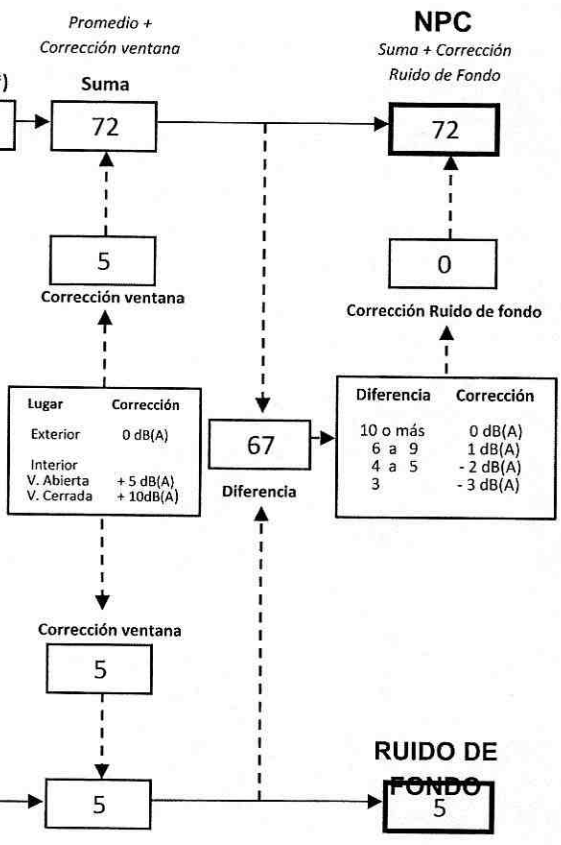 Promedio +
Corrección ventana
Suma
72
NPC
Suma + Corrección
Ruido de Fondo
72
)
5
Corrección ventana
0
Corrección Ruido de fondo
Lugar Corrección
Exterior 0 dB(A)
Interior
V. Abierta + 5 dB(A)
V. Cerrada + 10dB(A)
67
Diferencia
Diferencia Corrección
10 o más 0 dB(A)
6 a 9 1 dB(A)
4 a 5 - 2 dB(A)
3 - 3 dB(A)
Corrección ventana
5
5
RUIDO DE
FONDO
5